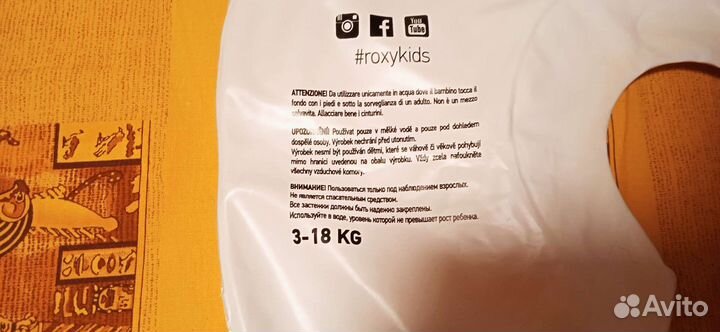 You
Tube
#roxykids
ATTENZIONE! Da utilizzare unicamente in acqua dove il bambino tocca il
fondo con i piedi e sotto la sorveglianza di un adulto. Non è un mezzo
salvavita. Allacciare bene i cinturini.
UPOZORNĚNÍ! Používat pouze v mělké vodě a pouze pod dohledem
dospělé osoby. Výrobek nechrání před utonutím.
Výrobek nesmí být používán dětmi, které se váhově či věkově pohybují
mimo hranici uvedenou na obalu výrobku. Vždy zcela nafoukněte
všechny vzduchové komory.
ВНИМАНИЕ! Пользоваться только под наблюдением взрослых.
Не является спасательным средством.
Все застежки должны быть надежно закреплены.
Используйте в воде, уровень которой не превышает рост ребенка.
3-18 KG
Avito